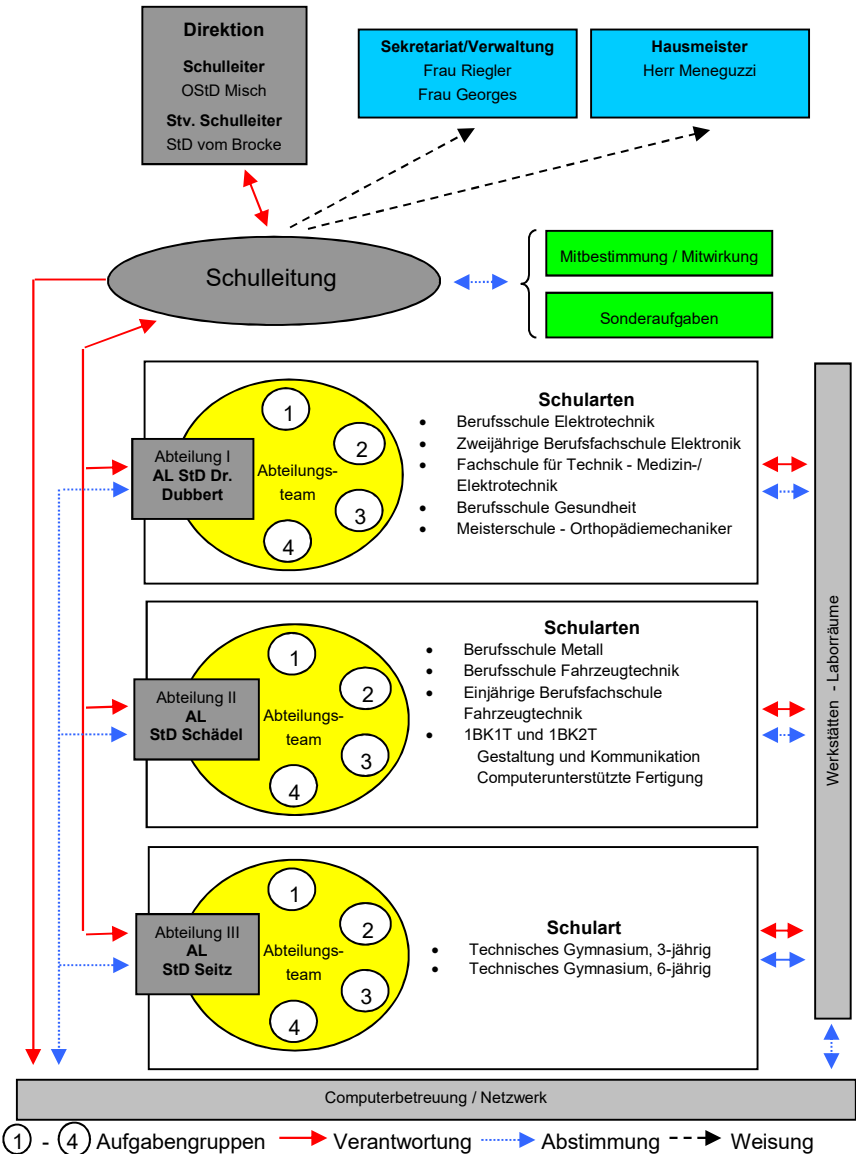 Direktion
Schulleiter
OStD Misch
Stv. Schulleiter
StD vom Brocke
Sekretariat/Verwaltung
Frau Riegler
Frau Georges
Hausmeister
Herr Meneguzzi
Schulleitung
Mitbestimmung / Mitwirkung
Sonderaufgaben
Abteilung I
AL StD Dr.
Dubbert
Abteilungs-
team
1
2
3
4
Schularten
• Berufsschule Elektrotechnik
• Zweijährige Berufsfachschule Elektronik
• Fachschule für Technik - Medizin-/
Elektrotechnik
• Berufsschule Gesundheit
• Meisterschule - Orthopädiemechaniker
Abteilung II
AL
StD Schädel
Abteilungs-
team
1
2
3
4
Schularten
• Berufsschule Metall
• Berufsschule Fahrzeugtechnik
• Einjährige Berufsfachschule
Fahrzeugtechnik
• 1BK1T und 1BK2T
Gestaltung und Kommunikation
Computerunterstützte Fertigung
Abteilung III
AL
StD Seitz
Abteilungs-
team
1
2
3
4
Schulart
• Technisches Gymnasium, 3-jährig
• Technisches Gymnasium, 6-jährig
Werkstätten - Laborräume
Computerbetreuung / Netzwerk
1 - 4 Aufgabengruppen Verantwortung Abstimmung Weisung